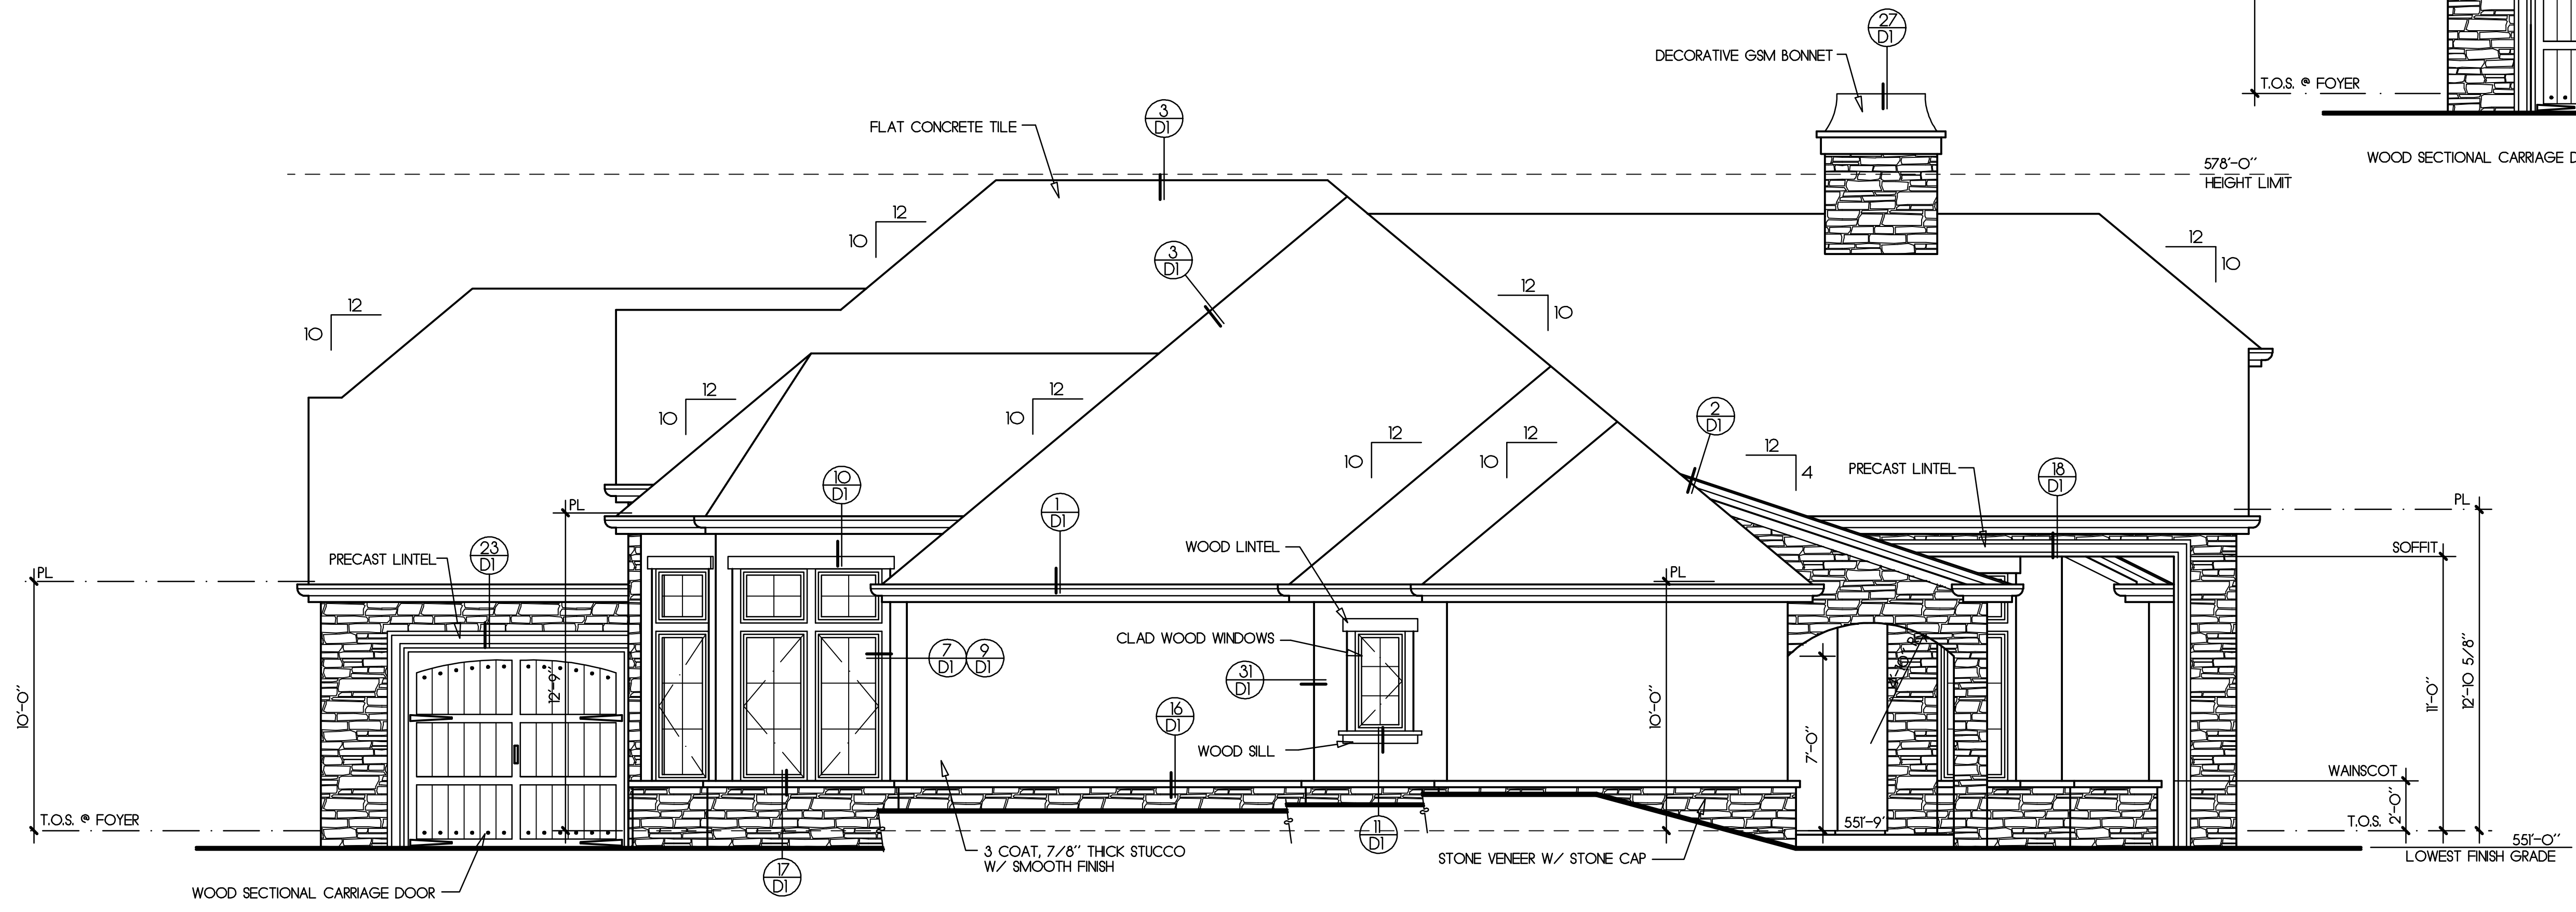 27
D1
DECORATIVE GSM BONNET
T.O.S. @ FOYER
3
D1
FLAT CONCRETE TILE
WOOD SECTIONAL CARRIAGE D
578'-0"
HEIGHT LIMIT
12
10
12
10
3
D1
12
10
12
10
12
10
12
10
2
D1
12
10
12
10
12
4
PRECAST LINTEL
18
D1
10
D1
1
D1
PL
PL
23
D1
PRECAST LINTEL
WOOD LINTEL
SOFFIT
PL
PL
CLAD WOOD WINDOWS
7
D1
9
D1
31
D1
12'-9"
10'-0"
10'-0"
7'-0"
11'-0"
12'-10 5/8"
16
D1
WOOD SILL
WAINSCOT
2'-0"
T.O.S. @ FOYER
551'-9"
T.O.S.
11
D1
551'-0"
LOWEST FINISH GRADE
3 COAT, 7/8" THICK STUCCO
W/ SMOOTH FINISH
STONE VENEER W/ STONE CAP
17
D1
WOOD SECTIONAL CARRIAGE DOOR